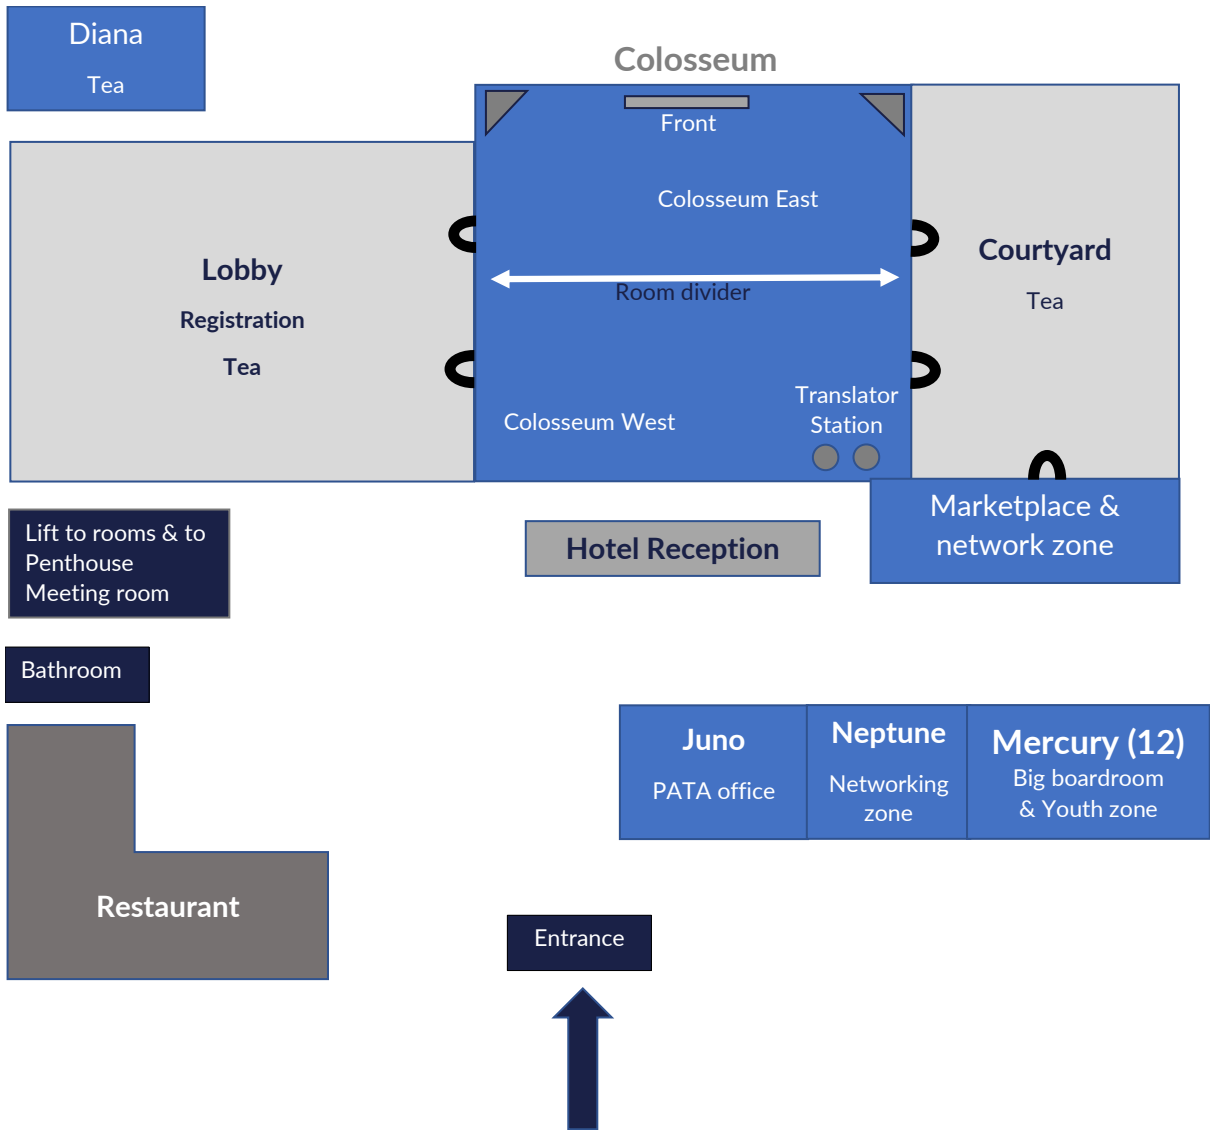 Diana
Tea
Colosseum
Front
Colosseum East
Room divider
Colosseum West
Translator
Station
Lobby
Registration
Tea
Courtyard
Tea
Marketplace &
network zone
Hotel Reception
Lift to rooms & to
Penthouse
Meeting room
Bathroom
Juno
PATA office
Neptune
Networking
zone
Mercury (12)
Big boardroom
& Youth zone
Restaurant
Entrance